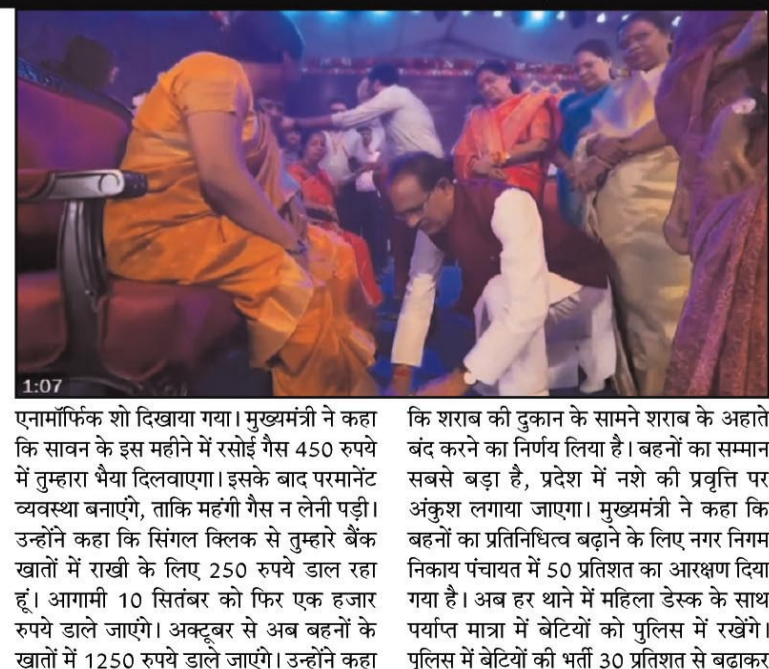 1:07
एनामॉर्फिक शो दिखाया गया। मुख्यमंत्री ने कहा
कि सावन के इस महीने में रसोई गैस 450 रुपये
में तुम्हारा भैया दिलवाएगा। इसके बाद परमानेंट
व्यवस्था बनाएंगे, ताकि महंगी गैस न लेनी पड़ी।
उन्होंने कहा कि सिंगल क्लिक से तुम्हारे बैंक
खातों में राखी के लिए 250 रुपये डाल रहा
हूं। आगामी 10 सितंबर को फिर एक हजार
रुपये डाले जाएंगे। अक्टूबर से अब बहनों के
खातों में 1250 रुपये डाले जाएंगे। उन्होंने कहा
कि शराब की दुकान के सामने शराब के अहाते
बंद करने का निर्णय लिया है। बहनों का सम्मान
सबसे बड़ा है, प्रदेश में नशे की प्रवृत्ति पर
अंकुश लगाया जाएगा। मुख्यमंत्री ने कहा कि
बहनों का प्रतिनिधित्व बढ़ाने के लिए नगर निगम
निकाय पंचायत में 50 प्रतिशत का आरक्षण दिया
गया है। अब हर थाने में महिला डेस्क के साथ
पर्याप्त मात्रा में बेटियों को पुलिस में रखेंगे।
पुलिस में बेटियों की भर्ती 30 प्रतिशत से बढ़ाकर